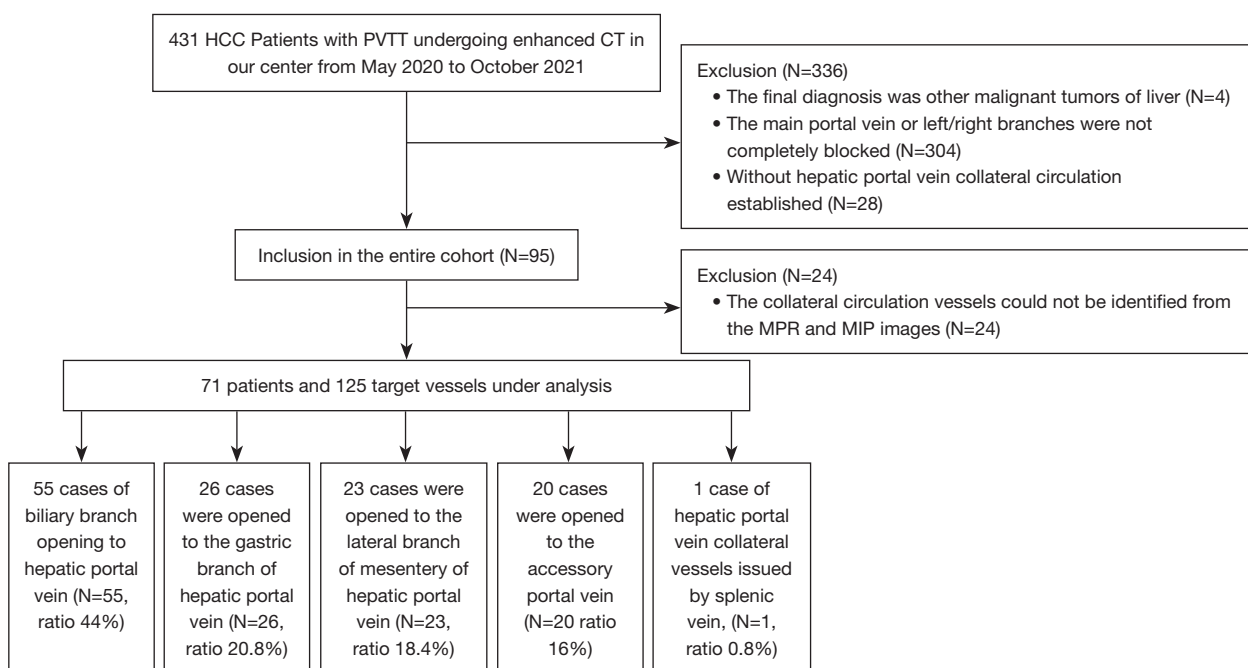 431 HCC Patients with PVTT undergoing enhanced CT in
our center from May 2020 to October 2021
Exclusion (N=336)
• The final diagnosis was other malignant tumors of liver (N=4)
• The main portal vein or left/right branches were not
completely blocked (N=304)
• Without hepatic portal vein collateral circulation
established (N=28)
Inclusion in the entire cohort (N=95)
Exclusion (N=24)
• The collateral circulation vessels could not be identified from
the MPR and MIP images (N=24)
71 patients and 125 target vessels under analysis
55 cases of
biliary branch
opening to
hepatic portal
vein (N=55,
ratio 44%)
26 cases
were opened
to the gastric
branch of
hepatic portal
vein (N=26,
ratio 20.8%)
23 cases were
opened to the
lateral branch
of mesentery of
hepatic portal
vein (N=23,
ratio 18.4%)
20 cases
were opened
to the
accessory
portal vein
(N=20 ratio
16%)
1 case of
hepatic portal
vein collateral
vessels issued
by splenic
vein, (N=1,
ratio 0.8%)